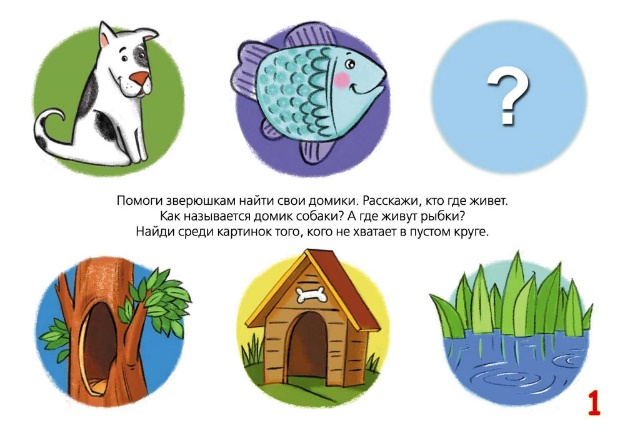 ?
Помоги зверюшкам найти свои домики. Расскажи, кто где живет.
Как называется домик собаки? А где живут рыбки?
Найди среди картинок того, кого не хватает в пустом круге.
1